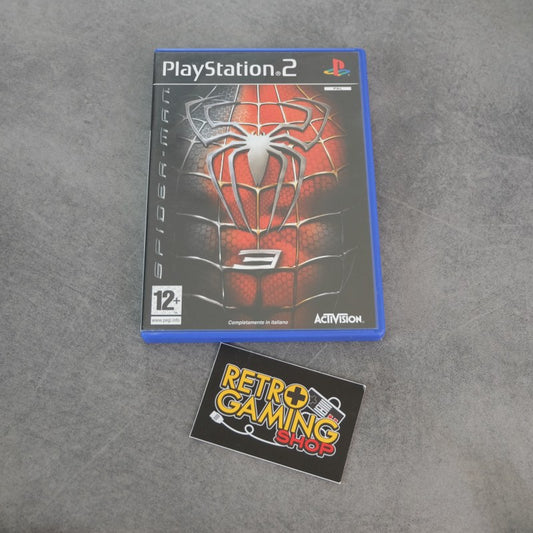 PlayStation®2
PAL
SPIDER-MAN
3
12+
www.pegi.info
Completamente in italiano
ACTIVISION
RETRO
GAMING
SHOP